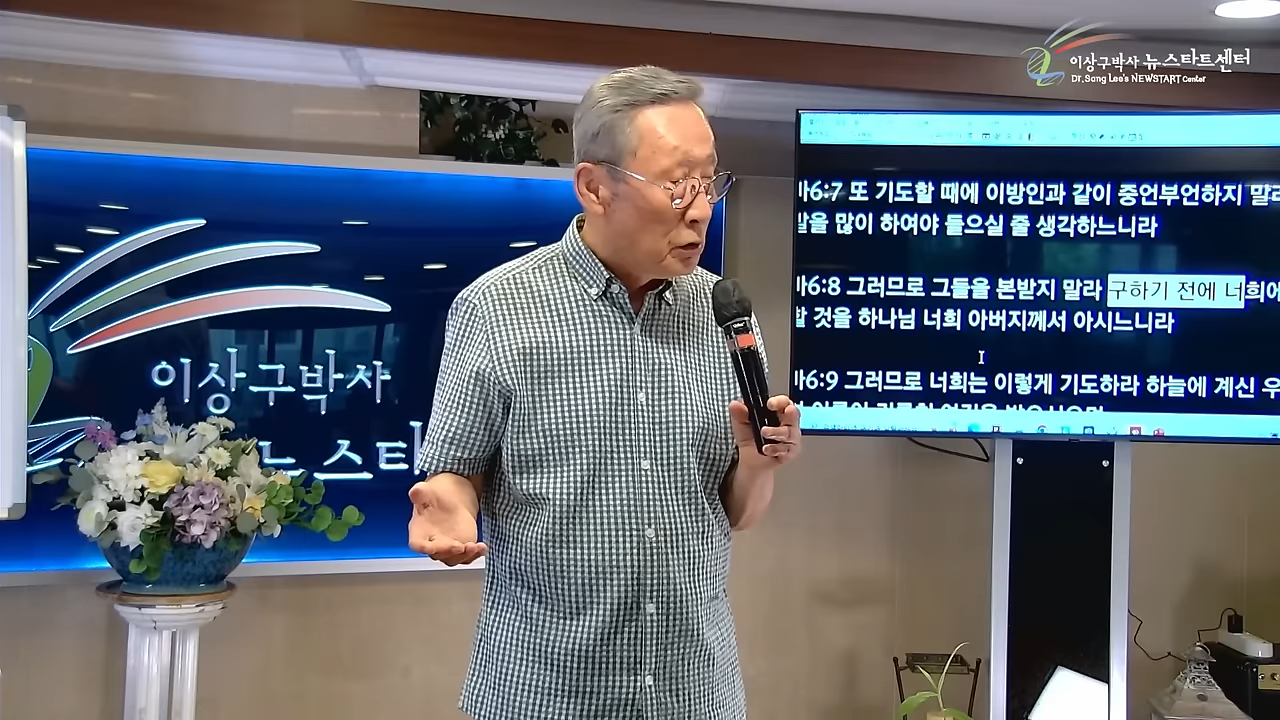 이상구박사 뉴스타트센터
Dr.Sang Lee's NEWSTART Center
마6:7 또 기도할 때에 이방인과 같이 중언부언하지 말라
말을 많이 하여야 들으실 줄 생각하느니라
마6:8 그러므로 그들을 본받지 말라 구하기 전에 너희에
할 것을 하나님 너희 아버지께서 아시느니라
마6:9 그러므로 너희는 이렇게 기도하라 하늘에 계신 우
이상구박사
뉴스타